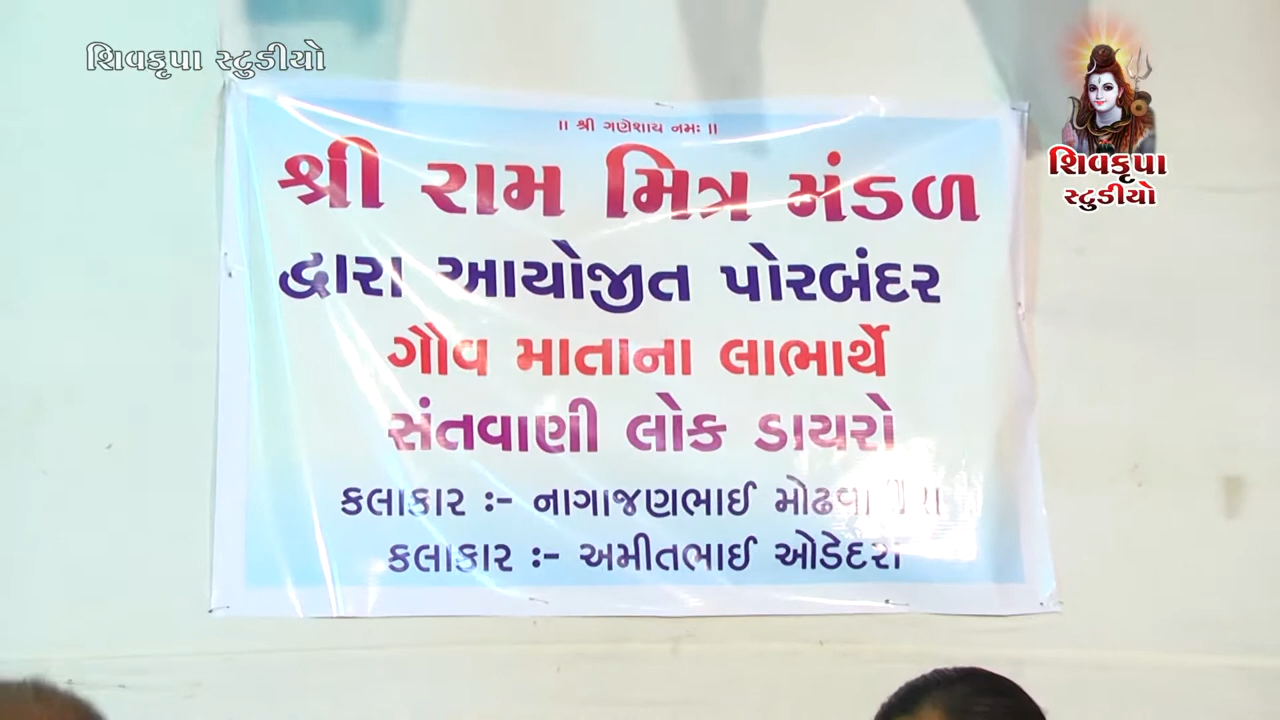 શિવકૃપા સ્ટુડીયો
શિવકૃપા
સ્ટુડીયો
॥ શ્રી ગણેશાય નમઃ ॥
શ્રી રામ મિત્ર મંડળ
દ્વારા આયોજીત પોરબંદર
ગૌવ માતાના લાભાર્થે
સંતવાણી લોક ડાયરો
કલાકાર :- નાગાજણભાઈ
કલાકાર :- અમીતભાઈ ઓડેદરા